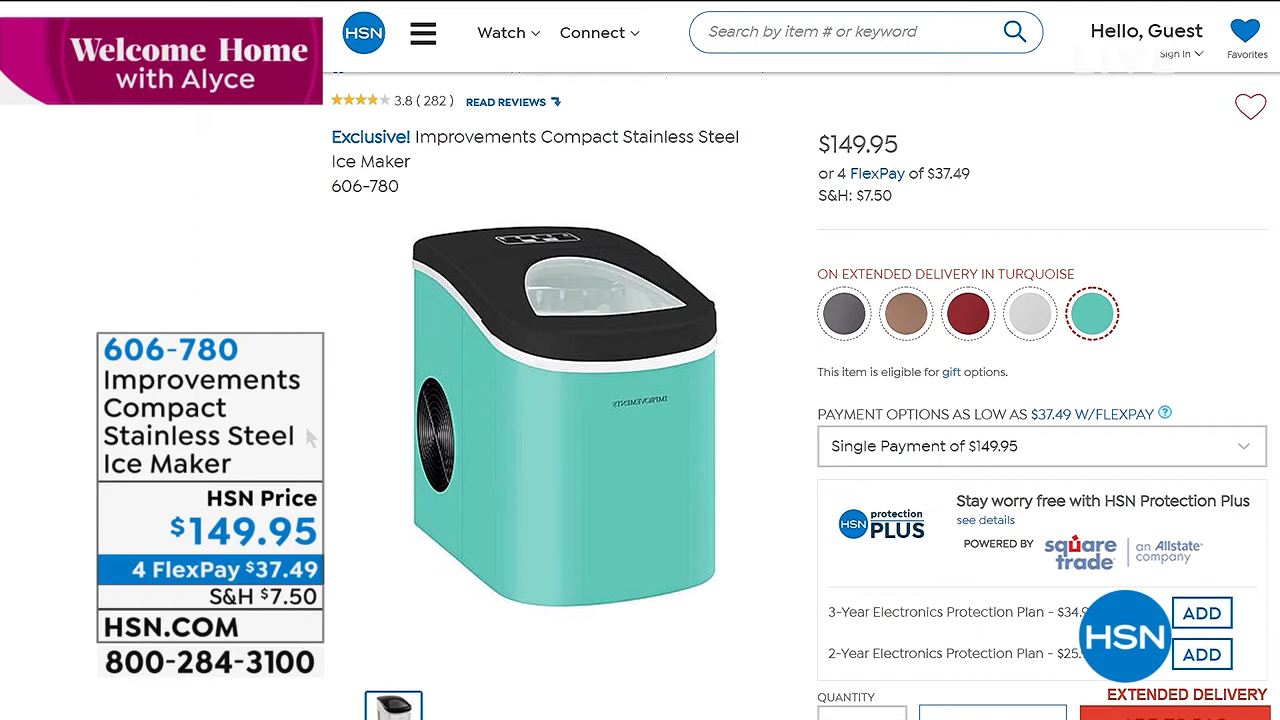 Welcome Home
with Alyce
HSN
Watch
Connect
Search by item # or keyword
Hello, Guest
Sign In
Favorites
LIVE
3.8 ( 282 )
READ REVIEWS
Exclusive! Improvements Compact Stainless Steel
Ice Maker
606-780
$149.95
or 4 FlexPay of $37.49
S&H: $7.50
ON EXTENDED DELIVERY IN TURQUOISE
This item is eligible for gift options.
PAYMENT OPTIONS AS LOW AS $37.49 W/FLEXPAY ?
Single Payment of $149.95
IMPROVEMENTS
606-780
Improvements
Compact
Stainless Steel
Ice Maker
HSN Price
$149.95
4 FlexPay $37.49
S&H $7.50
HSN.COM
800-284-3100
HSN protection PLUS
Stay worry free with HSN Protection Plus
see details
POWERED BY
square trade
an Allstate company
3-Year Electronics Protection Plan - $34.9
ADD
2-Year Electronics Protection Plan - $25.
ADD
HSN
QUANTITY
EXTENDED DELIVERY